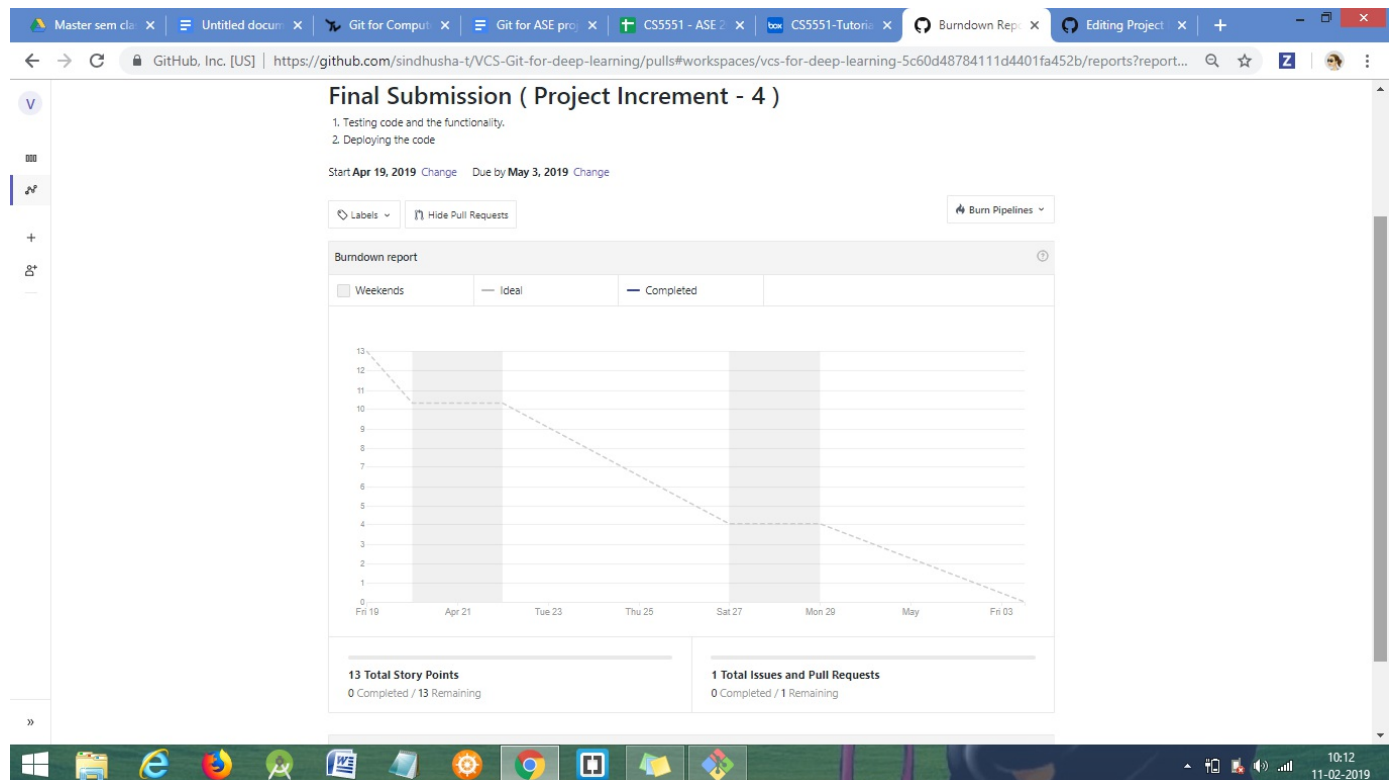 Master sem cla
Untitled docum
Git for Comput
Git for ASE proj
CS5551 - ASE 2
CS5551-Tutoria
Burndown Repo
Editing Project
GitHub, Inc. [US] | https://github.com/sindhusha-t/VCS-Git-for-deep-learning/pulls#workspaces/vcs-for-deep-learning-5c60d48784111d4401fa452b/reports?report...
Z
V
Final Submission ( Project Increment - 4 )
1. Testing code and the functionality.
2. Deploying the code
Start Apr 19, 2019 Change Due by May 3, 2019 Change
Labels
Hide Pull Requests
Burn Pipelines
Burndown report
Weekends
Ideal
Completed
13
12
11
10
9
8
7
6
5
4
3
2
1
0
Fri 19 Apr 21 Tue 23 Thu 25 Sat 27 Mon 29 May Fri 03
13 Total Story Points
0 Completed / 13 Remaining
1 Total Issues and Pull Requests
0 Completed / 1 Remaining
»
10:12
11-02-2019